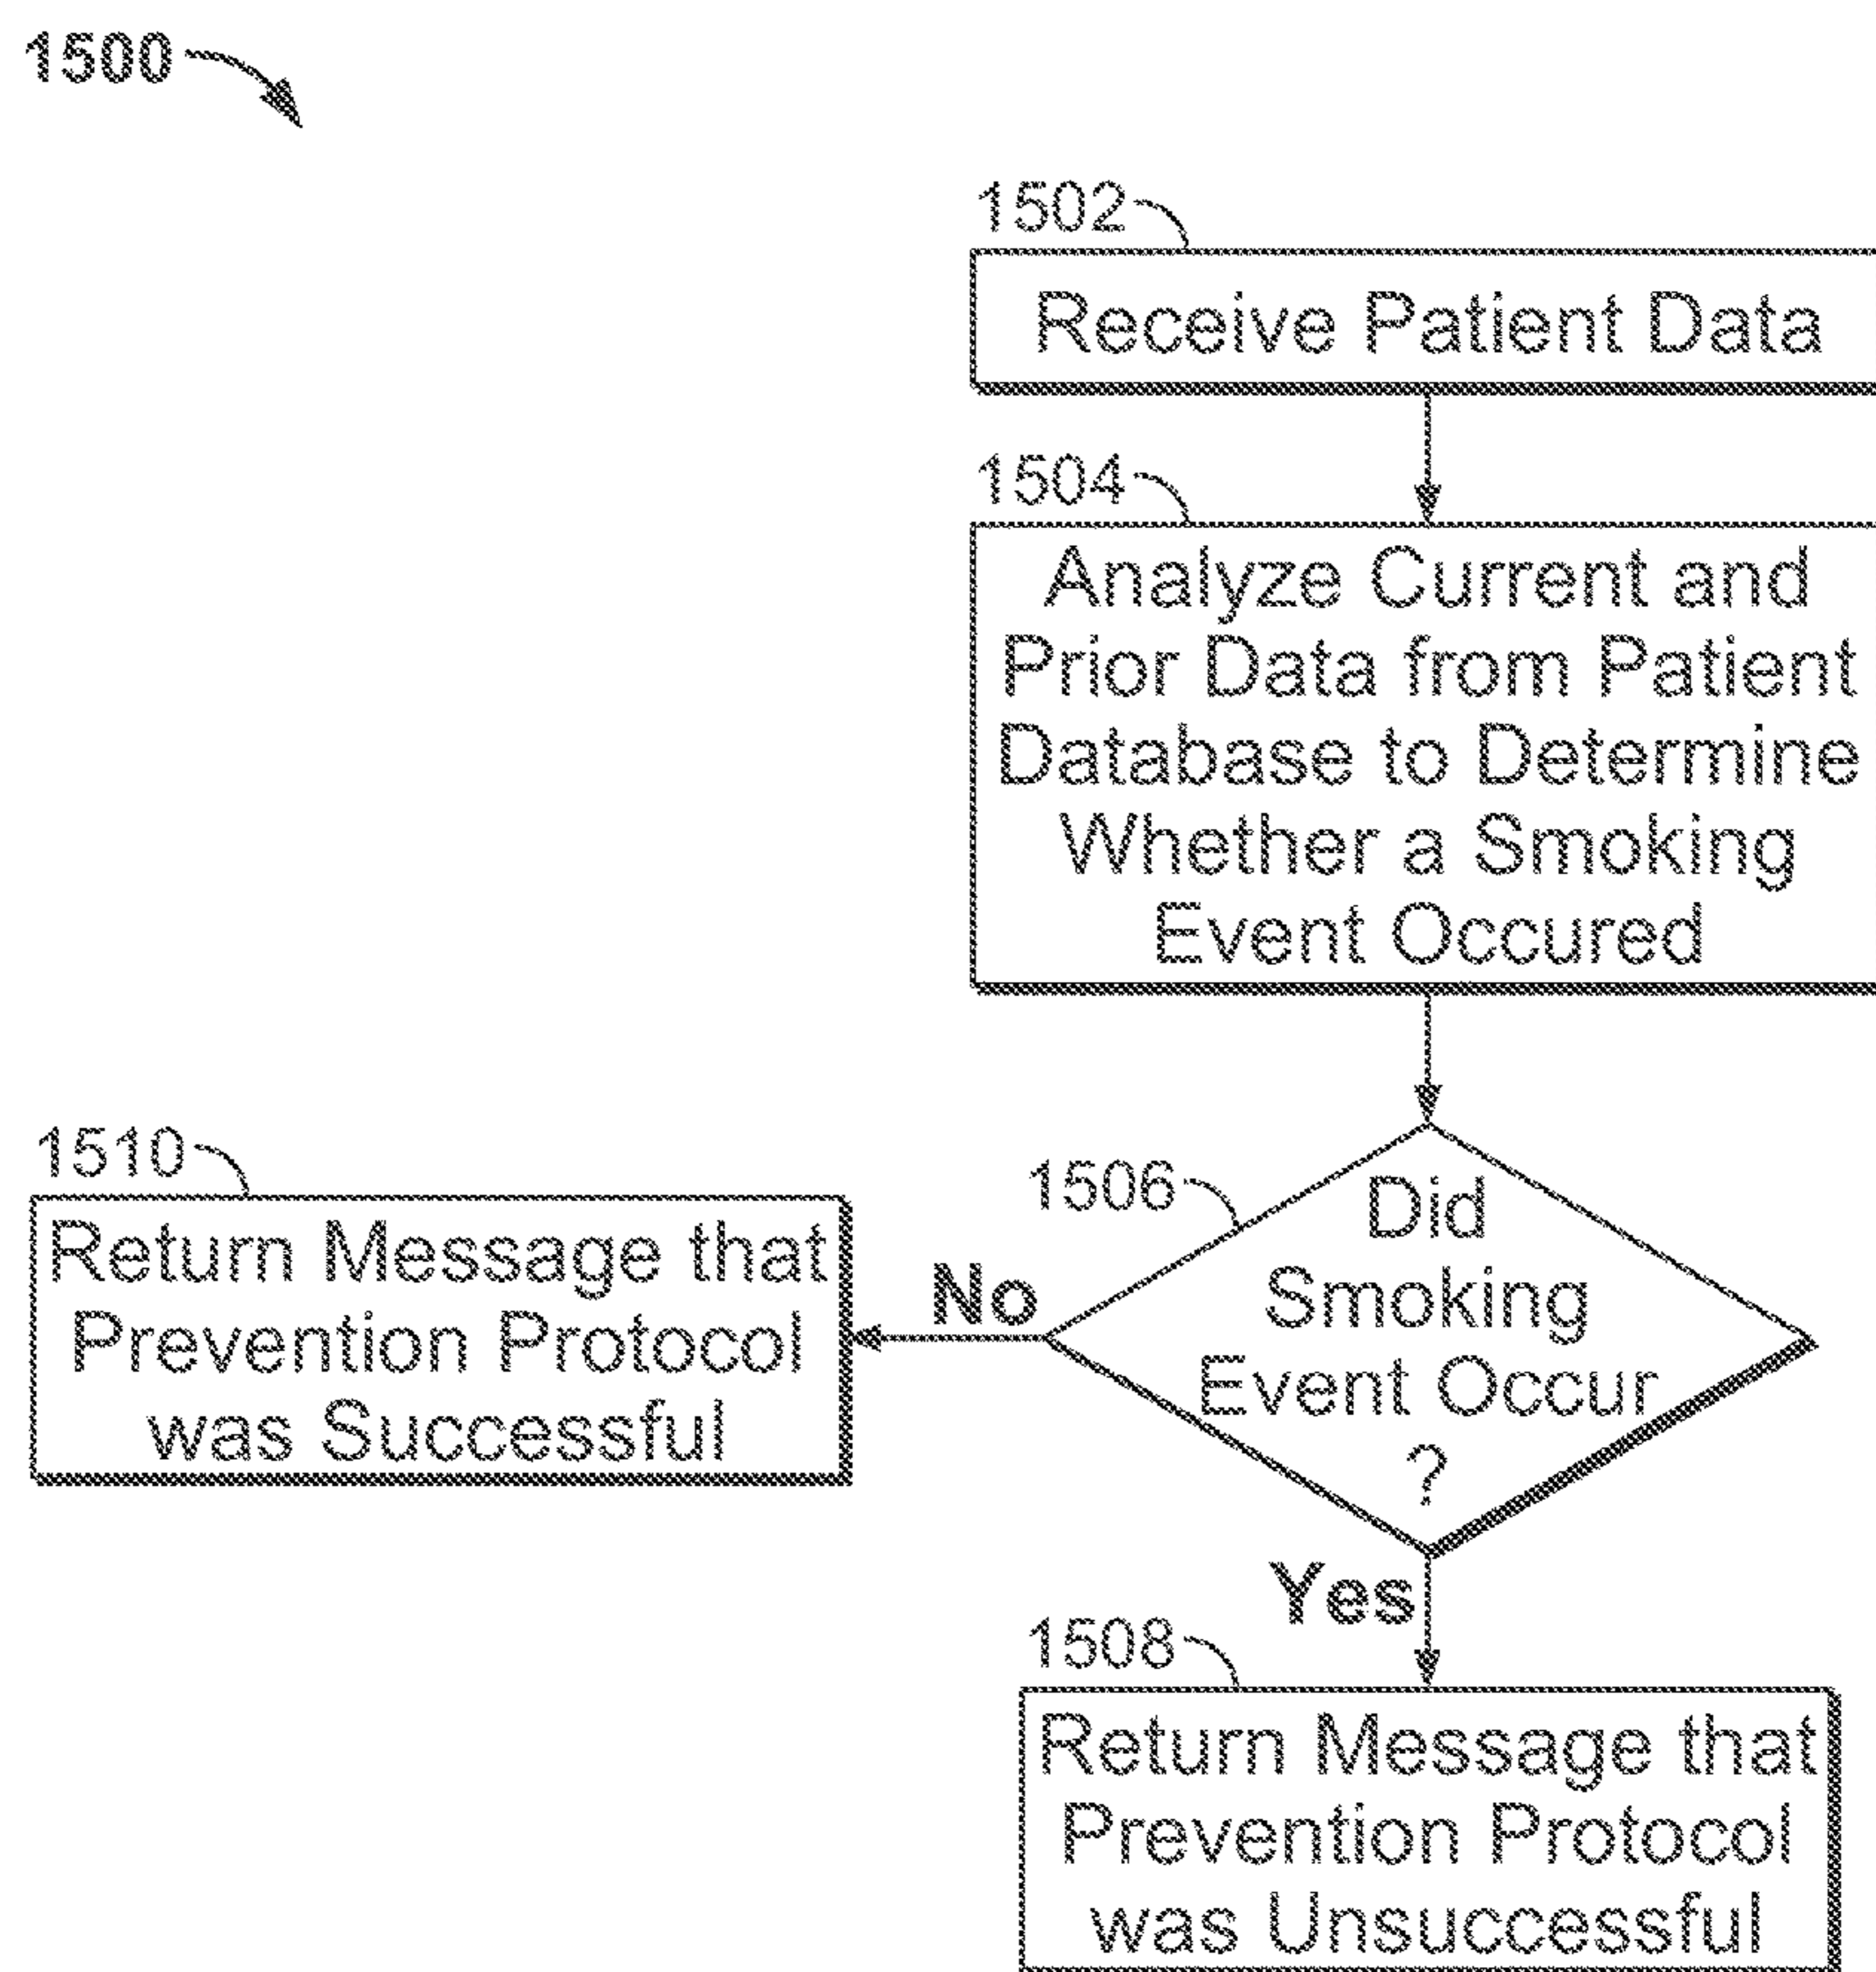 1500
1502
Receive Patient Data
1504
Analyze Current and
Prior Data from Patient
Database to Determine
Whether a Smoking
Event Occured
1506
Did
Smoking
Event Occur
?
No
1510
Return Message that
Prevention Protocol
was Successful
Yes
1508
Return Message that
Prevention Protocol
was Unsuccessful